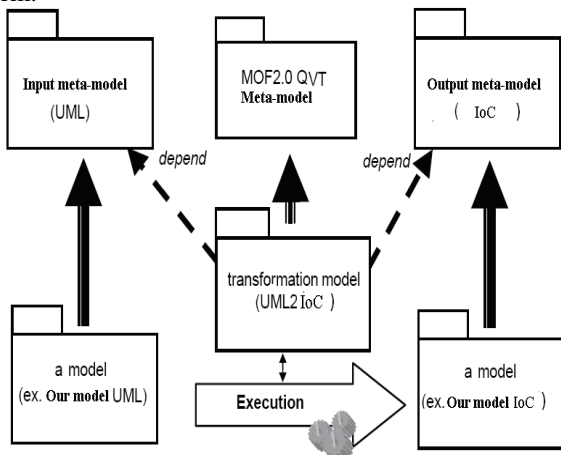 Input meta-model
(UML)
MOF2.0 QVT
Meta-model
Output meta-model
( IoC )
depend
depend
transformation model
(UML2 IoC )
a model
(ex. Our model UML)
Execution
a model
(ex. Our model IoC )